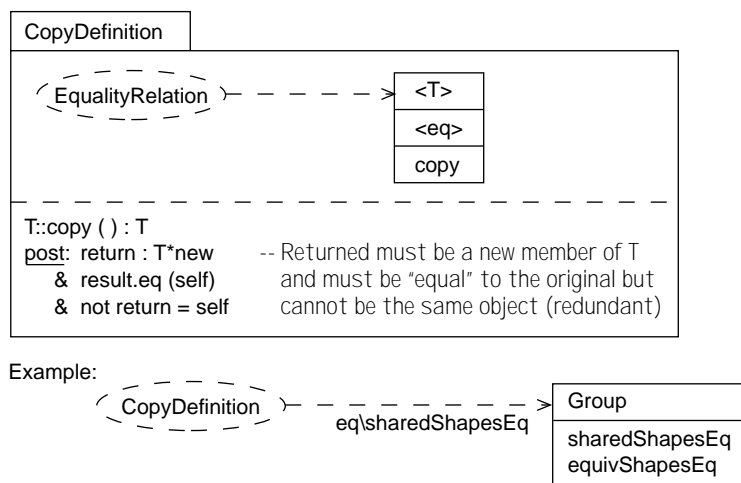 CopyDefinition
EqualityRelation
<T>
<eq>
copy
T::copy ( ) : T
post: return : T*new -- Returned must be a new member of T
& result.eq (self) and must be "equal" to the original but
& not return = self cannot be the same object (redundant)
Example:
CopyDefinition
eq\sharedShapesEq
Group
sharedShapesEq
equivShapesEq